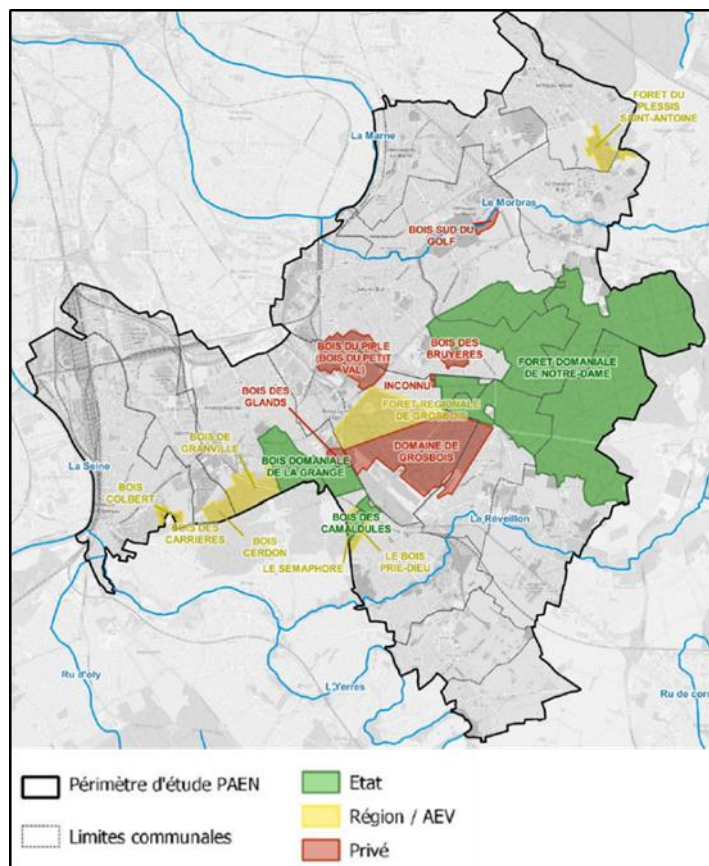 FORET DU
PLESSIS
SAINT-ANTOINE
La Marne
Le Morbras
BOIS SUD DU
GOLF
BOIS DU PIPLE
(BOIS DU PETIT
VAL)
BOIS DES
BRUYERES
FORET DOMANIALE
DE NOTRE-DAME
INCONNU
BOIS DES
GLANDS
FORET REGIONALE
DE GROSBOIS
BOIS DE
GRANVILLE
DOMAINE DE
GROSBOIS
BOIS DOMANIALE
DE LA GRANGE
La Seine
BOIS
COLBERT
BOIS DES
CARRIERES
BOIS
CERDON
BOIS DES
CAMALDULES
La Réveillon
LE SEMAPHORE
LE BOIS
PRIE-DIEU
Ru d'oly
L'Yerres
Ru de corn
Périmètre d'étude PAEN
Limites communales
Etat
Région / AEV
Privé